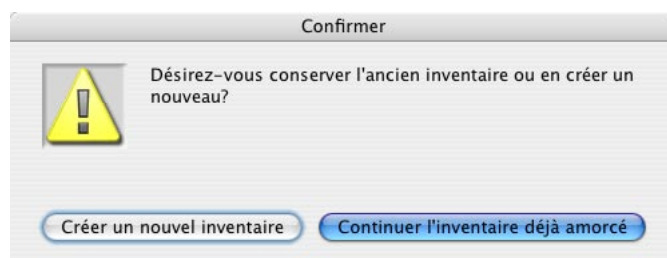 Confirmer
Désirez-vous conserver l'ancien inventaire ou en créer un
nouveau?
Créer un nouvel inventaire
Continuer l'inventaire déjà amorcé